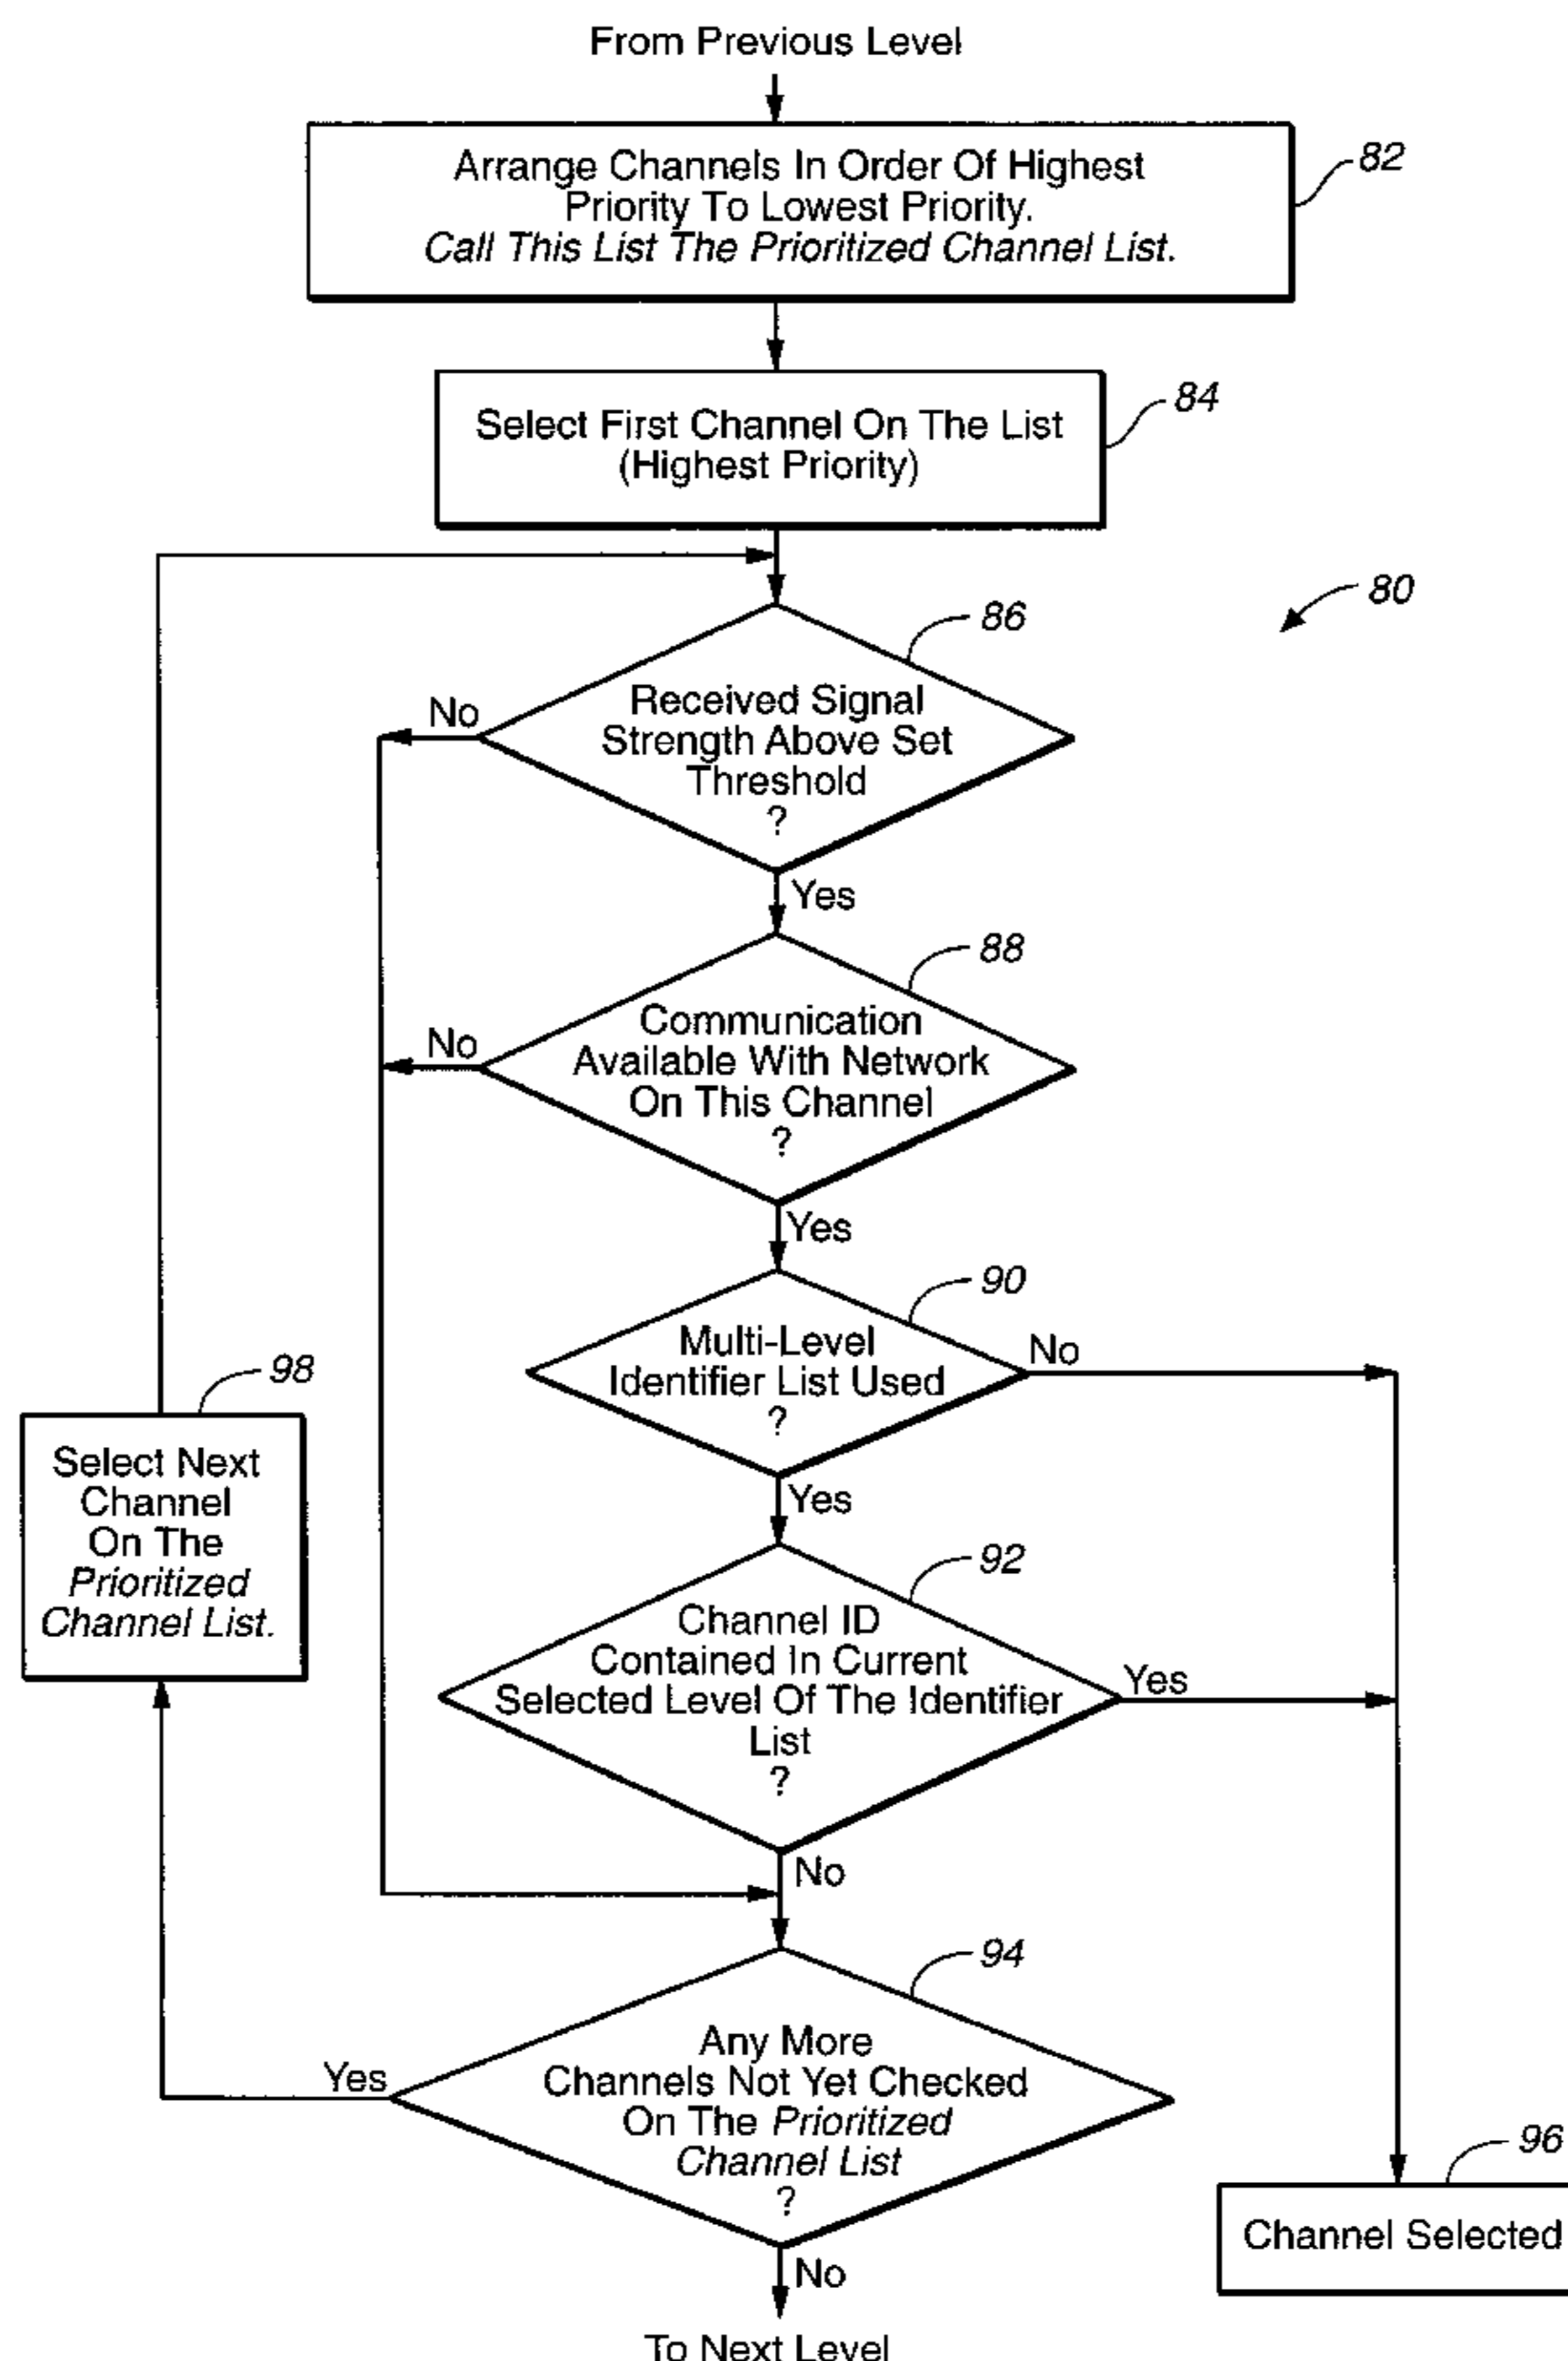 From Previous Level
Arrange Channels In Order Of Highest
Priority To Lowest Priority.
Call This List The Prioritized Channel List.
82
Select First Channel On The List
(Highest Priority)
84
80
86
Received Signal
Strength Above Set
Threshold
?
No
Yes
88
Communication
Available With Network
On This Channel
?
No
Yes
90
Multi-Level
Identifier List Used
?
No
Yes
98
Select Next
Channel
On The
Prioritized
Channel List.
92
Channel ID
Contained In Current
Selected Level Of The Identifier
List
?
Yes
No
94
Any More
Channels Not Yet Checked
On The Prioritized
Channel List
?
Yes
No
96
Channel Selected
To Next Level